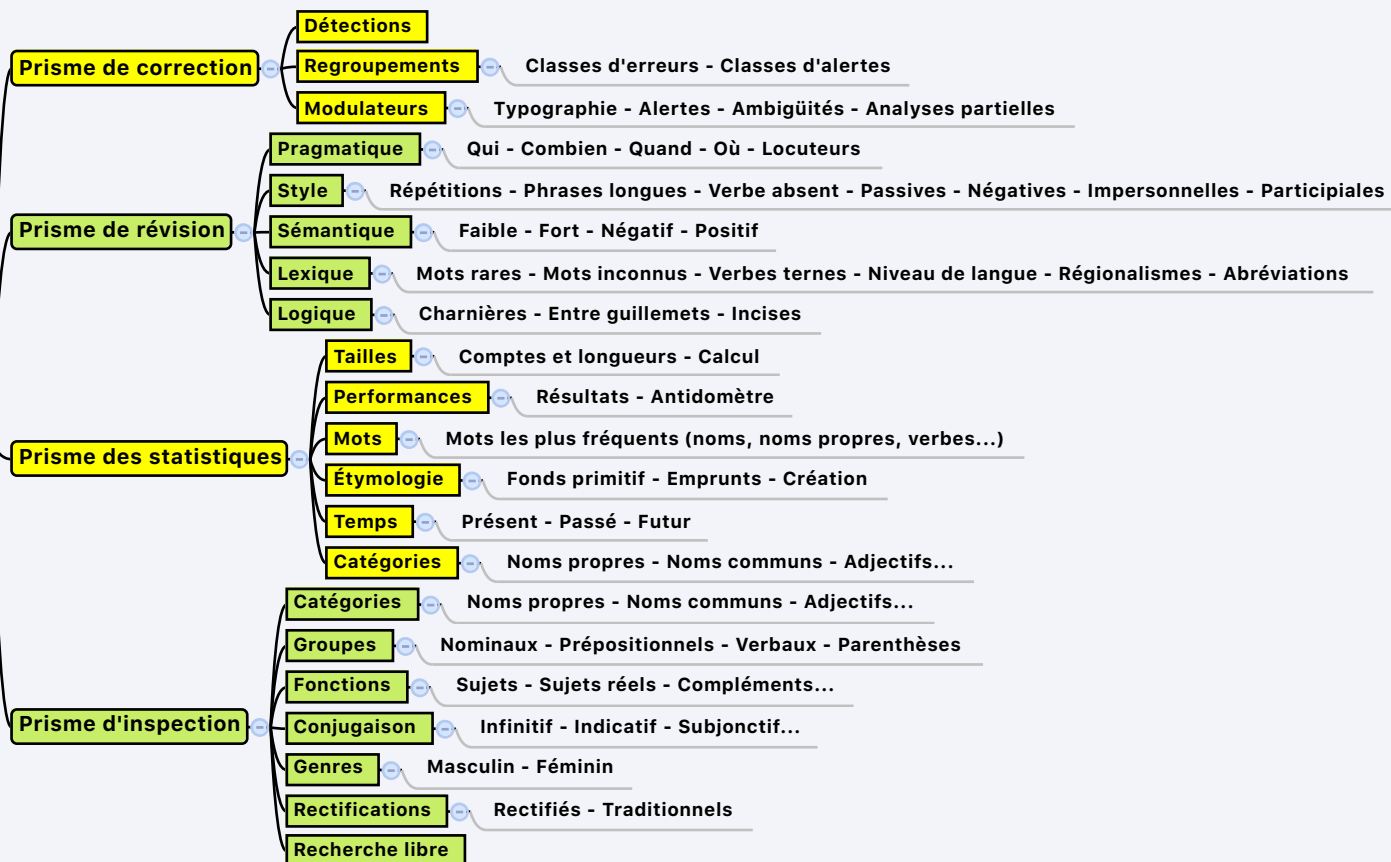 Détections
Prisme de correction
Regroupements Classes d'erreurs - Classes d'alertes
Modulateurs Typographie - Alertes - Ambigüités - Analyses partielles
Pragmatique Qui - Combien - Quand - Où - Locuteurs
Style Répétitions - Phrases longues - Verbe absent - Passives - Négatives - Impersonnelles - Participiales
Prisme de révision
Sémantique Faible - Fort - Négatif - Positif
Lexique Mots rares - Mots inconnus - Verbes ternes - Niveau de langue - Régionalismes - Abréviations
Logique Charnières - Entre guillemets - Incises
Tailles Comptes et longueurs - Calcul
Performances Résultats - Antidomètre
Mots Mots les plus fréquents (noms, noms propres, verbes...)
Prisme des statistiques
Étymologie Fonds primitif - Emprunts - Création
Temps Présent - Passé - Futur
Catégories Noms propres - Noms communs - Adjectifs...
Catégories Noms propres - Noms communs - Adjectifs...
Groupes Nominaux - Prépositionnels - Verbaux - Parenthèses
Fonctions Sujets - Sujets réels - Compléments...
Prisme d'inspection
Conjugaison Infinitif - Indicatif - Subjonctif...
Genres Masculin - Féminin
Rectifications Rectifiés - Traditionnels
Recherche libre